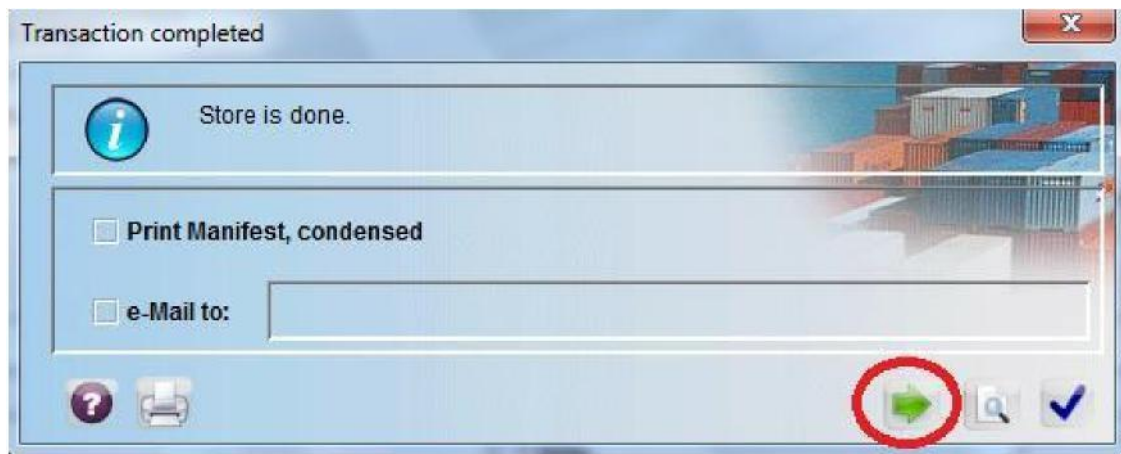 Transaction completed
Store is done.
Print Manifest, condensed
e-Mail to: